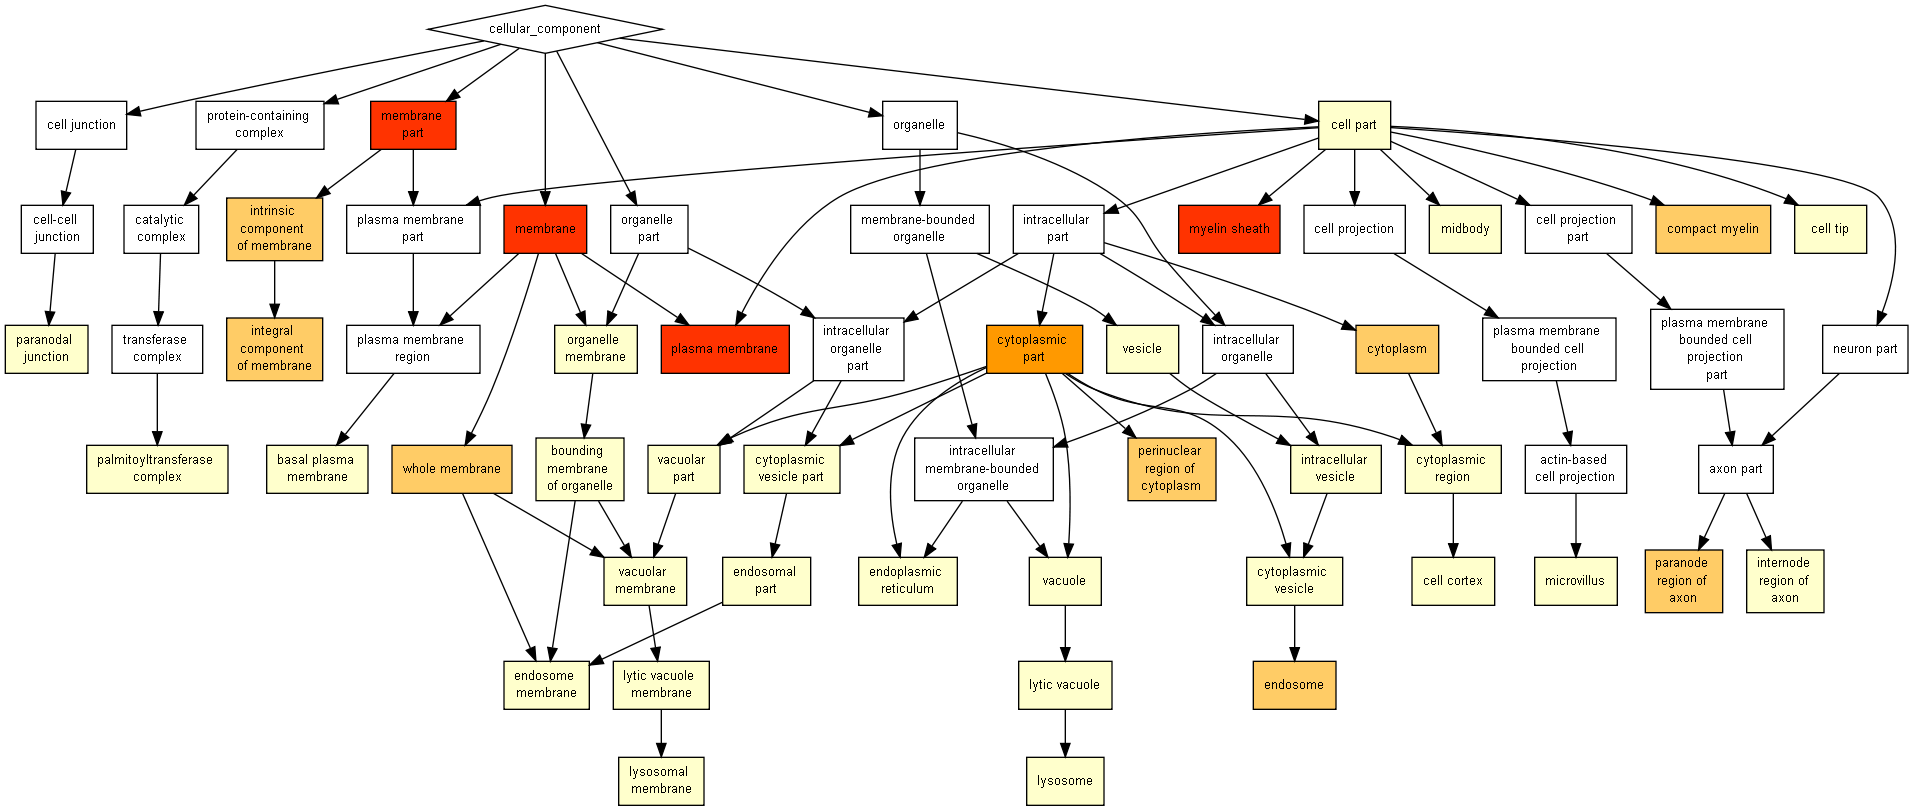 cellular_component
cell junction
protein-containing
complex
membrane
part
organelle
cell part
cell-cell
junction
catalytic
complex
intrinsic
component
of membrane
plasma membrane
part
membrane
organelle
part
membrane-bounded
organelle
intracellular
part
myelin sheath
cell projection
midbody
cell projection
part
compact myelin
cell tip
paranodal
junction
transferase
complex
integral
component
of membrane
plasma membrane
region
organelle
membrane
plasma membrane
intracellular
organelle
part
cytoplasmic
part
vesicle
intracellular
organelle
cytoplasm
plasma membrane
bounded cell
projection
plasma membrane
bounded cell
projection
part
neuron part
palmitoyltransferase
complex
basal plasma
membrane
whole membrane
bounding
membrane
of organelle
vacuolar
part
cytoplasmic
vesicle part
intracellular
membrane-bounded
organelle
perinuclear
region of
cytoplasm
intracellular
vesicle
cytoplasmic
region
actin-based
cell projection
axon part
vacuolar
membrane
endosomal
part
endoplasmic
reticulum
vacuole
cytoplasmic
vesicle
cell cortex
microvillus
paranode
region of
axon
internode
region of
axon
endosome
membrane
lytic vacuole
membrane
lytic vacuole
endosome
lysosomal
membrane
lysosome